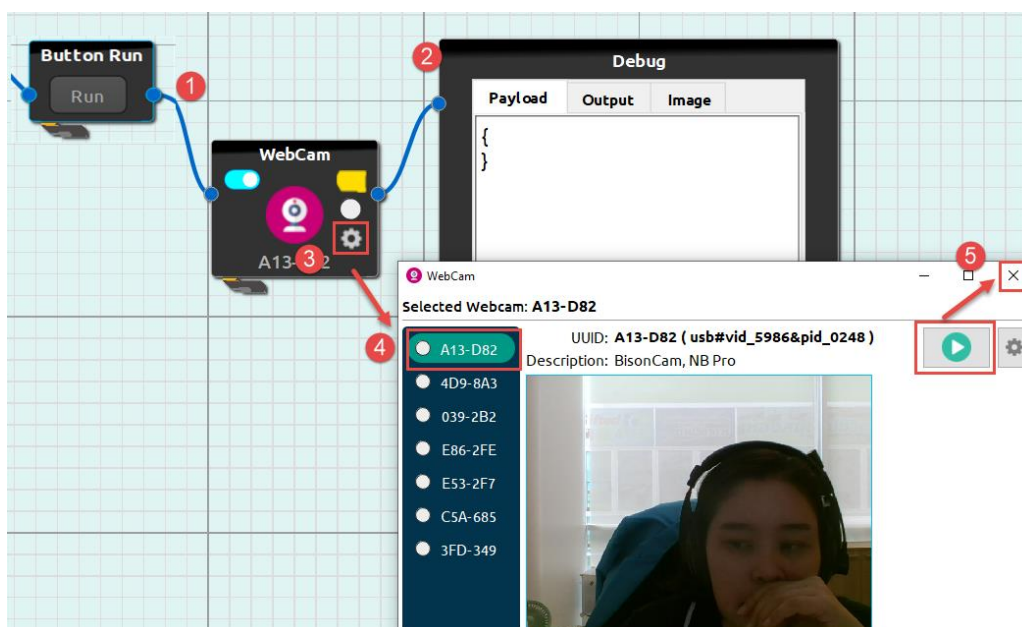 Button Run
Run
1
2
Debug
Payload Output Image
{
}
WebCam
3
A13- 2
5
WebCam
Selected Webcam: A13-D82
4
A13-D82
4D9-8A3
039-2B2
E86-2FE
E53-2F7
C5A-685
3FD-349
UUID: A13-D82 ( usb#vid_5986&pid_0248 )
Description: BisonCam, NB Pro